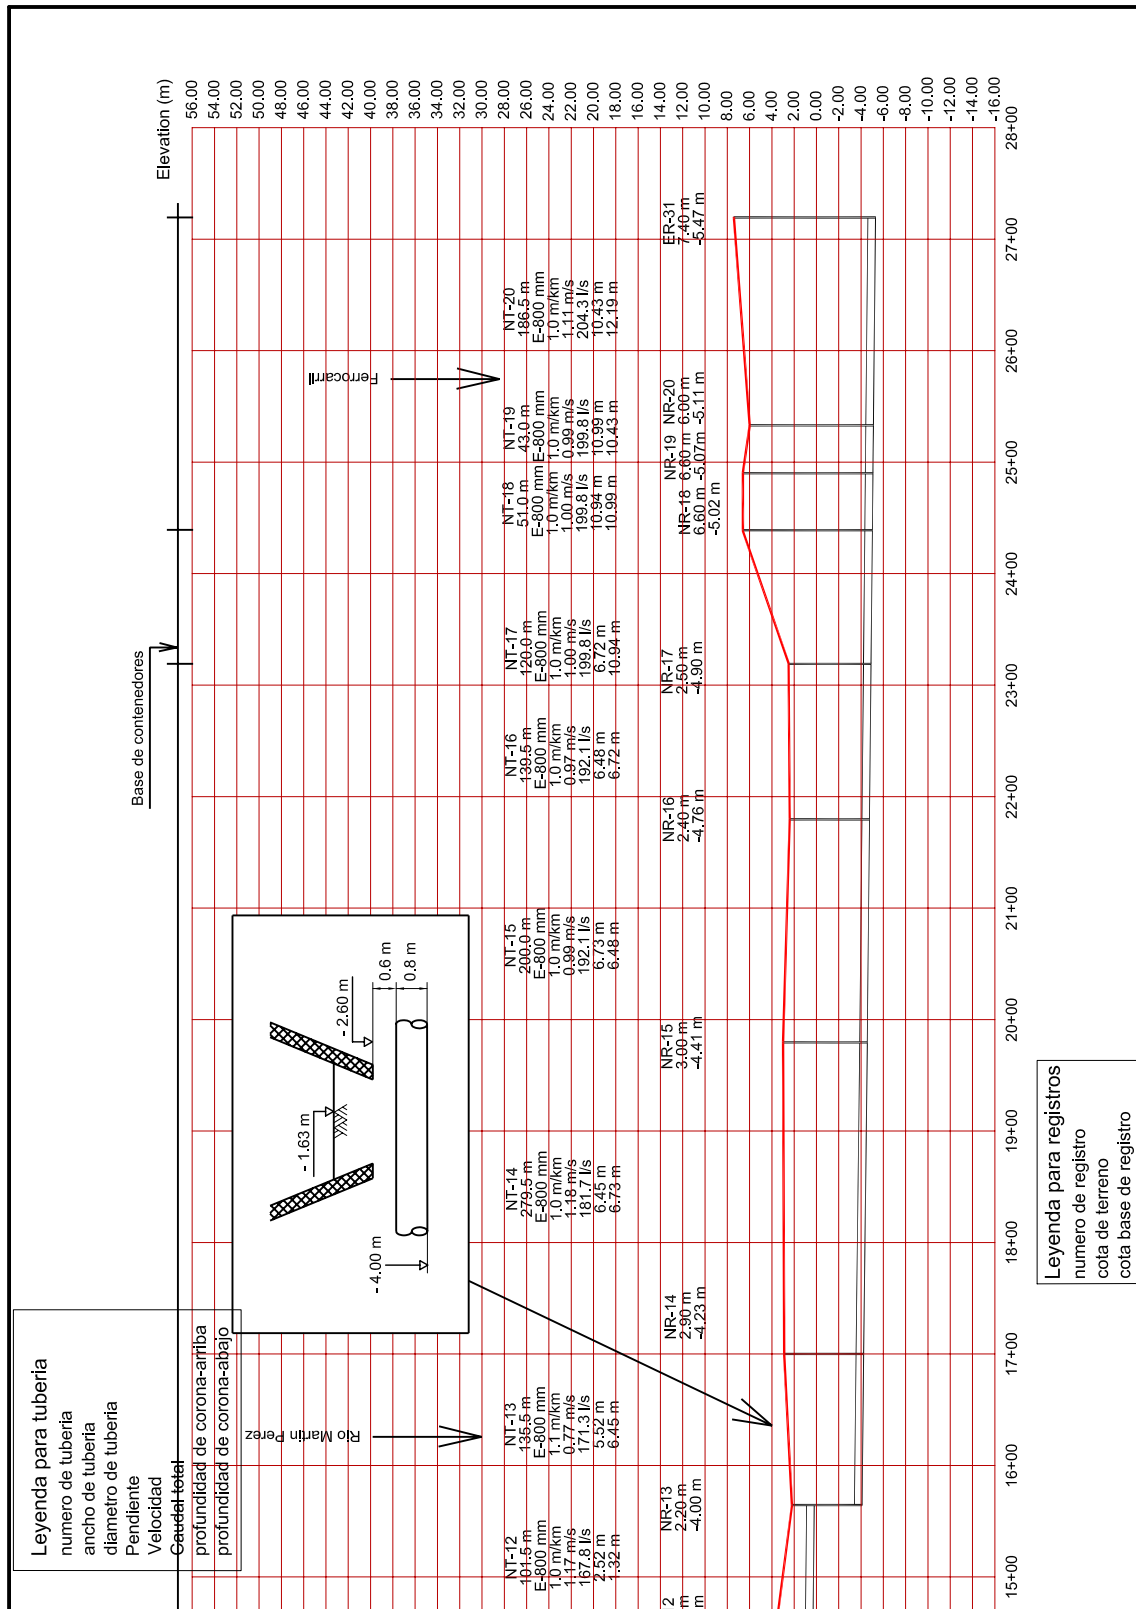 Elevation (m)
56.00
54.00
52.00
50.00
48.00
46.00
44.00
42.00
40.00
38.00
36.00
34.00
32.00
30.00
28.00
26.00
24.00
22.00
20.00
18.00
16.00
14.00
12.00
10.00
8.00
6.00
4.00
2.00
0.00
-2.00
-4.00
-6.00
-8.00
-10.00
-12.00
-14.00
-16.00
Base de contenedores
Rio Martin Perez
Ferrocarril
- 1.63 m
- 2.60 m
0.6 m
0.8 m
- 4.00 m
NT-12
101.5 m
E-800 mm
1.0 m/km
1.17 m/s
167.8 l/s
2.52 m
1.32 m
NT-13
135.5 m
E-800 mm
1.1 m/km
0.77 m/s
171.3 l/s
5.52 m
6.45 m
NT-14
279.5 m
E-800 mm
1.0 m/km
1.18 m/s
181.7 l/s
6.45 m
6.73 m
NT-15
200.0 m
E-800 mm
1.0 m/km
0.99 m/s
192.1 l/s
6.73 m
6.48 m
NT-16
139.5 m
E-800 mm
1.0 m/km
0.97 m/s
192.1 l/s
6.48 m
6.72 m
NT-17
120.0 m
E-800 mm
1.0 m/km
1.00 m/s
199.8 l/s
6.72 m
10.94 m
NT-18
51.0 m
E-800 mm
1.0 m/km
1.00 m/s
199.8 l/s
10.94 m
10.99 m
NT-19
43.0 m
E-800 mm
1.0 m/km
0.99 m/s
199.8 l/s
10.99 m
10.43 m
NT-20
186.5 m
E-800 mm
1.0 m/km
1.11 m/s
204.3 l/s
10.43 m
12.19 m
2
m
m
NR-13
2.20 m
-4.00 m
NR-14
2.90 m
-4.23 m
NR-15
3.00 m
-4.41 m
NR-16
2.40 m
-4.76 m
NR-17
2.50 m
-4.90 m
NR-18
6.60 m
-5.02 m
NR-19
6.60 m
-5.07m
NR-20
6.00 m
-5.11 m
ER-31
7.40 m
-5.47 m
15+00
16+00
17+00
18+00
19+00
20+00
21+00
22+00
23+00
24+00
25+00
26+00
27+00
28+00
Leyenda para tuberia
numero de tuberia
ancho de tuberia
diametro de tuberia
Pendiente
Velocidad
Caudal total
profundidad de corona-arriba
profundidad de corona-abajo
Leyenda para registros
numero de registro
cota de terreno
cota base de registro